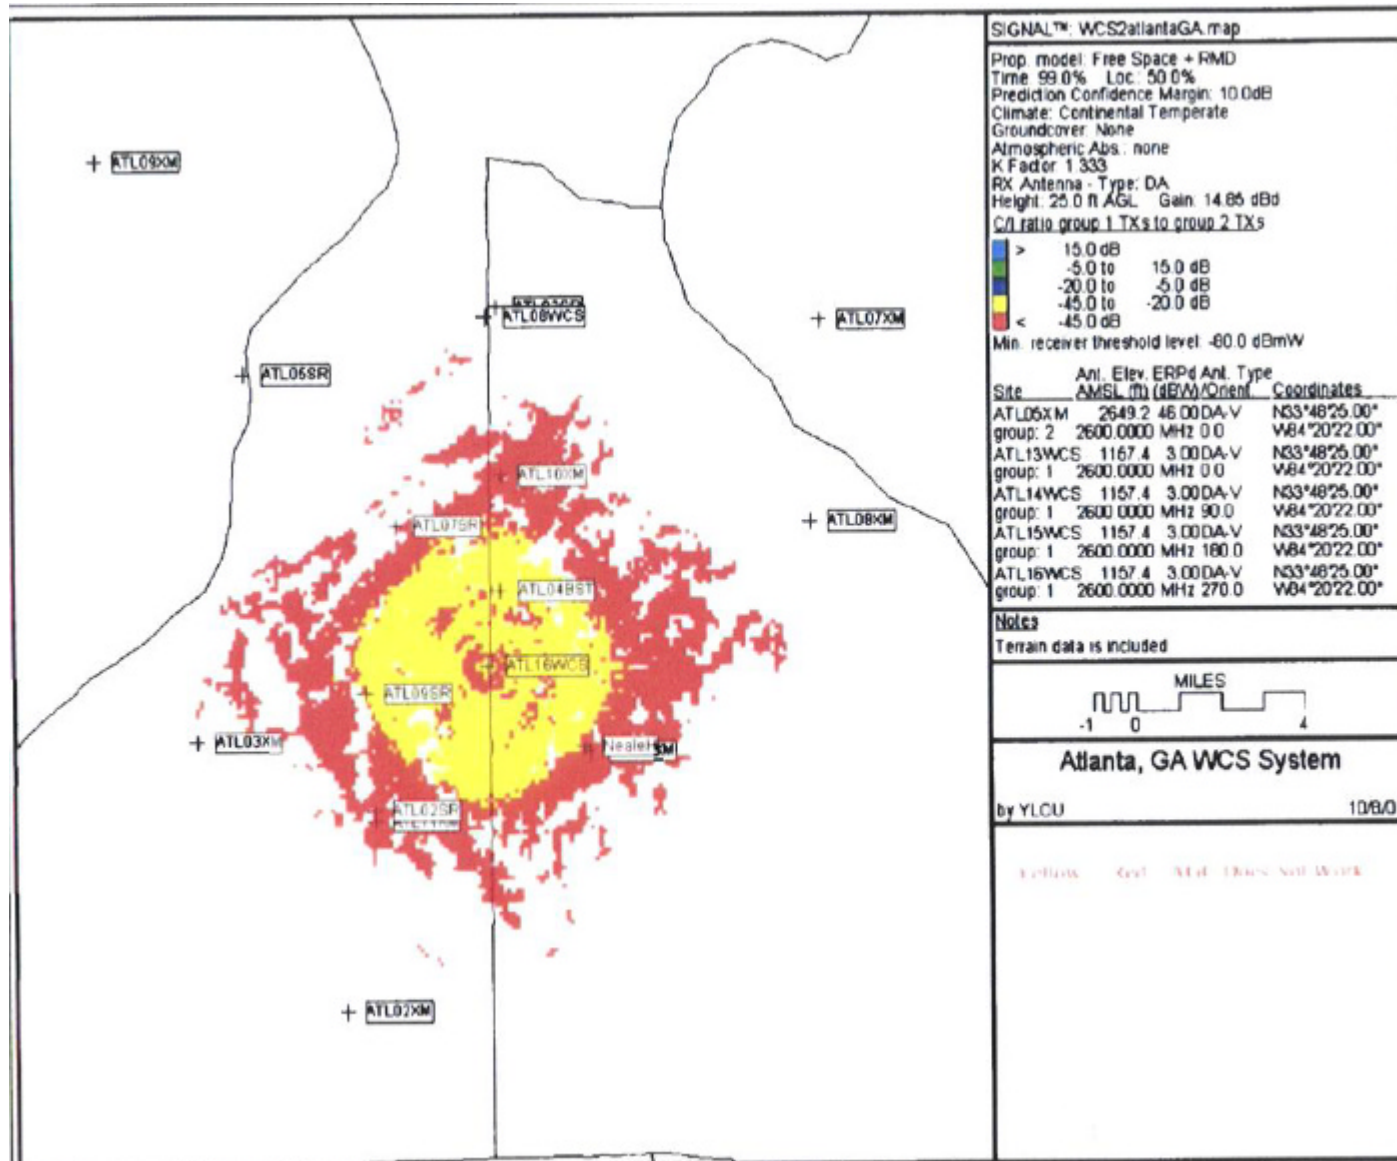 SIGNAL™: WCS2atlantaGA.map
Prop. model: Free Space + RMD
Time: 99.0% Loc.: 50.0%
Prediction Confidence Margin: 10.0dB
Climate: Continental Temperate
Groundcover: None
Atmospheric Abs.: none
K Factor: 1.333
RX Antenna - Type: DA
Height: 25.0 ft AGL Gain: 14.85 dBd
C/I ratio group 1 TXs to group 2 TXs
> 15.0 dB
-5.0 to 15.0 dB
-20.0 to -5.0 dB
-45.0 to -20.0 dB
< -45.0 dB
Min. receiver threshold level: -80.0 dBmW
Ant. Elev. ERPd Ant. Type
Site AMSL (ft) (dBW) /Orient. Coordinates
ATL05XM 2649.2 46.00 DA-V N33°48'25.00"
group: 2 2600.0000 MHz 0.0 W84°20'22.00"
ATL13WCS 1157.4 3.00 DA-V N33°48'25.00"
group: 1 2600.0000 MHz 0.0 W84°20'22.00"
ATL14WCS 1157.4 3.00 DA-V N33°48'25.00"
group: 1 2600.0000 MHz 90.0 W84°20'22.00"
ATL15WCS 1157.4 3.00 DA-V N33°48'25.00"
group: 1 2600.0000 MHz 180.0 W84°20'22.00"
ATL16WCS 1157.4 3.00 DA-V N33°48'25.00"
group: 1 2600.0000 MHz 270.0 W84°20'22.00"
Notes
Terrain data is included
MILES
-1 0 4
Atlanta, GA WCS System
by YLCU 10/8/0
Yellow Red Does Not Work
ATL09XM
ATL08WCS
ATL07XM
ATL05SR
ATL10XM
ATL07SR
ATL08XM
ATL04BST
ATL16WCS
ATL09SR
ATL03XM
NealeH
ATL02SR
ATL02XM